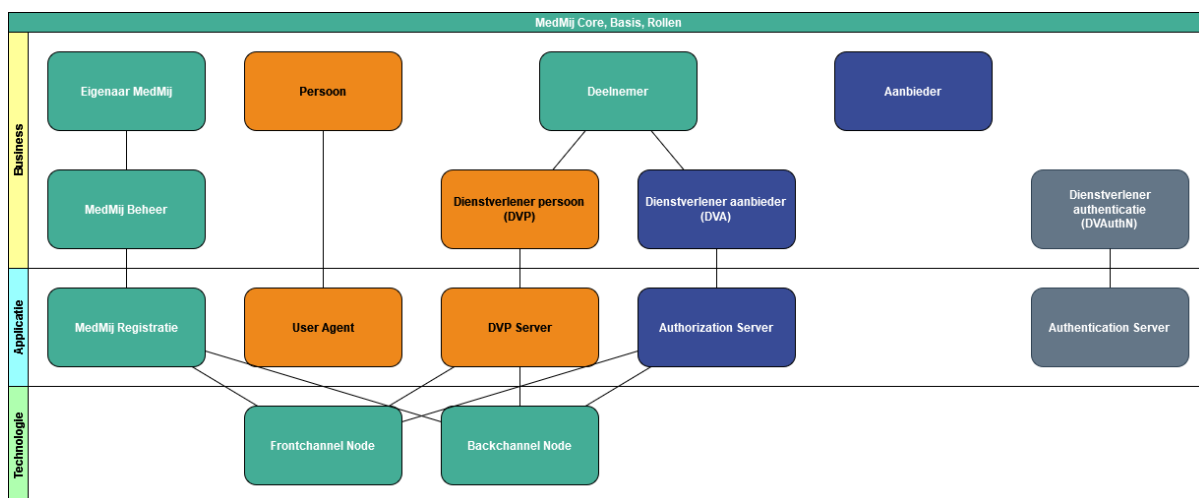 MedMij Core, Basis, Rollen
Business
Eigenaar MedMij
Persoon
Deelnemer
Aanbieder
MedMij Beheer
Dienstverlener persoon
(DVP)
Dienstverlener aanbieder
(DVA)
Dienstverlener
authenticatie
(DVAuthN)
Applicatie
MedMij Registratie
User Agent
DVP Server
Authorization Server
Authentication Server
Technologie
Frontchannel Node
Backchannel Node